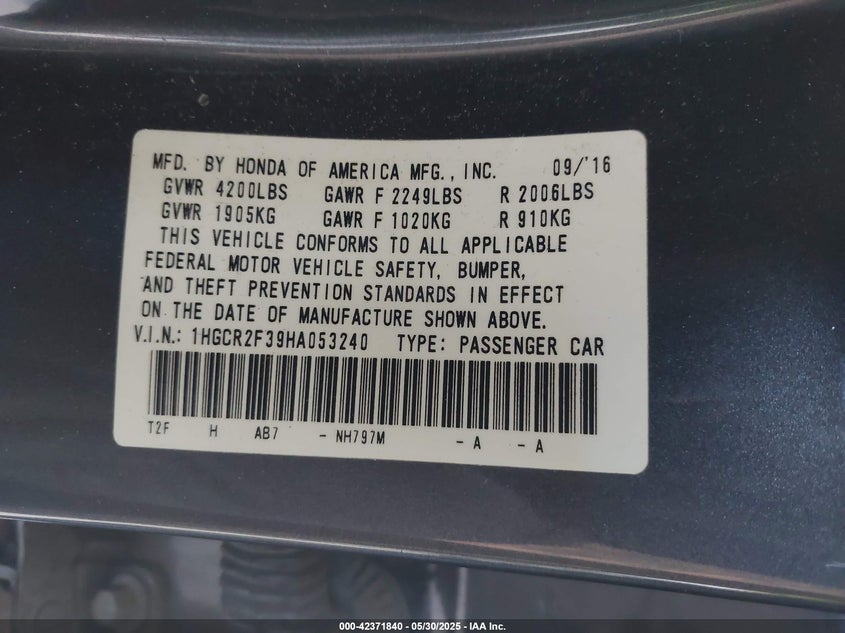 MFD. BY HONDA OF AMERICA MFG., INC. 09/'16
GVWR 4200LBS GAWR F 2249LBS R 2006LBS
GVWR 1905KG GAWR F 1020KG R 910KG
THIS VEHICLE CONFORMS TO ALL APPLICABLE
FEDERAL MOTOR VEHICLE SAFETY, BUMPER,
AND THEFT PREVENTION STANDARDS IN EFFECT
ON THE DATE OF MANUFACTURE SHOWN ABOVE.
V.I.N.: 1HGCR2F39HA053240 TYPE: PASSENGER CAR
T2F H AB7 - NH797M - A - A
000-42371840 - 05/30/2025 - IAA Inc.